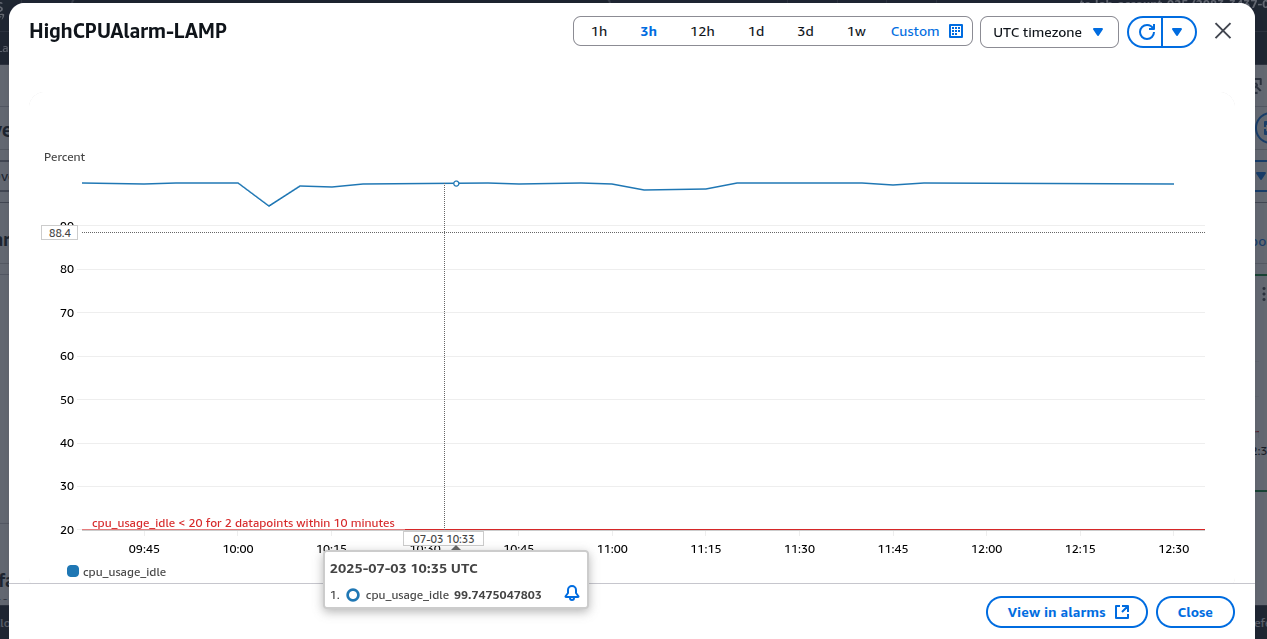 HighCPUAlarm-LAMP
1h 3h 12h 1d 3d 1w Custom UTC timezone
Percent
90
88.4
80
70
60
50
40
30
20
cpu_usage_idle < 20 for 2 datapoints within 10 minutes
07-03 10:33
09:45 10:00 10:15 10:30 10:45 11:00 11:15 11:30 11:45 12:00 12:15 12:30
cpu_usage_idle
2025-07-03 10:35 UTC
1. cpu_usage_idle 99.7475047803
View in alarms Close